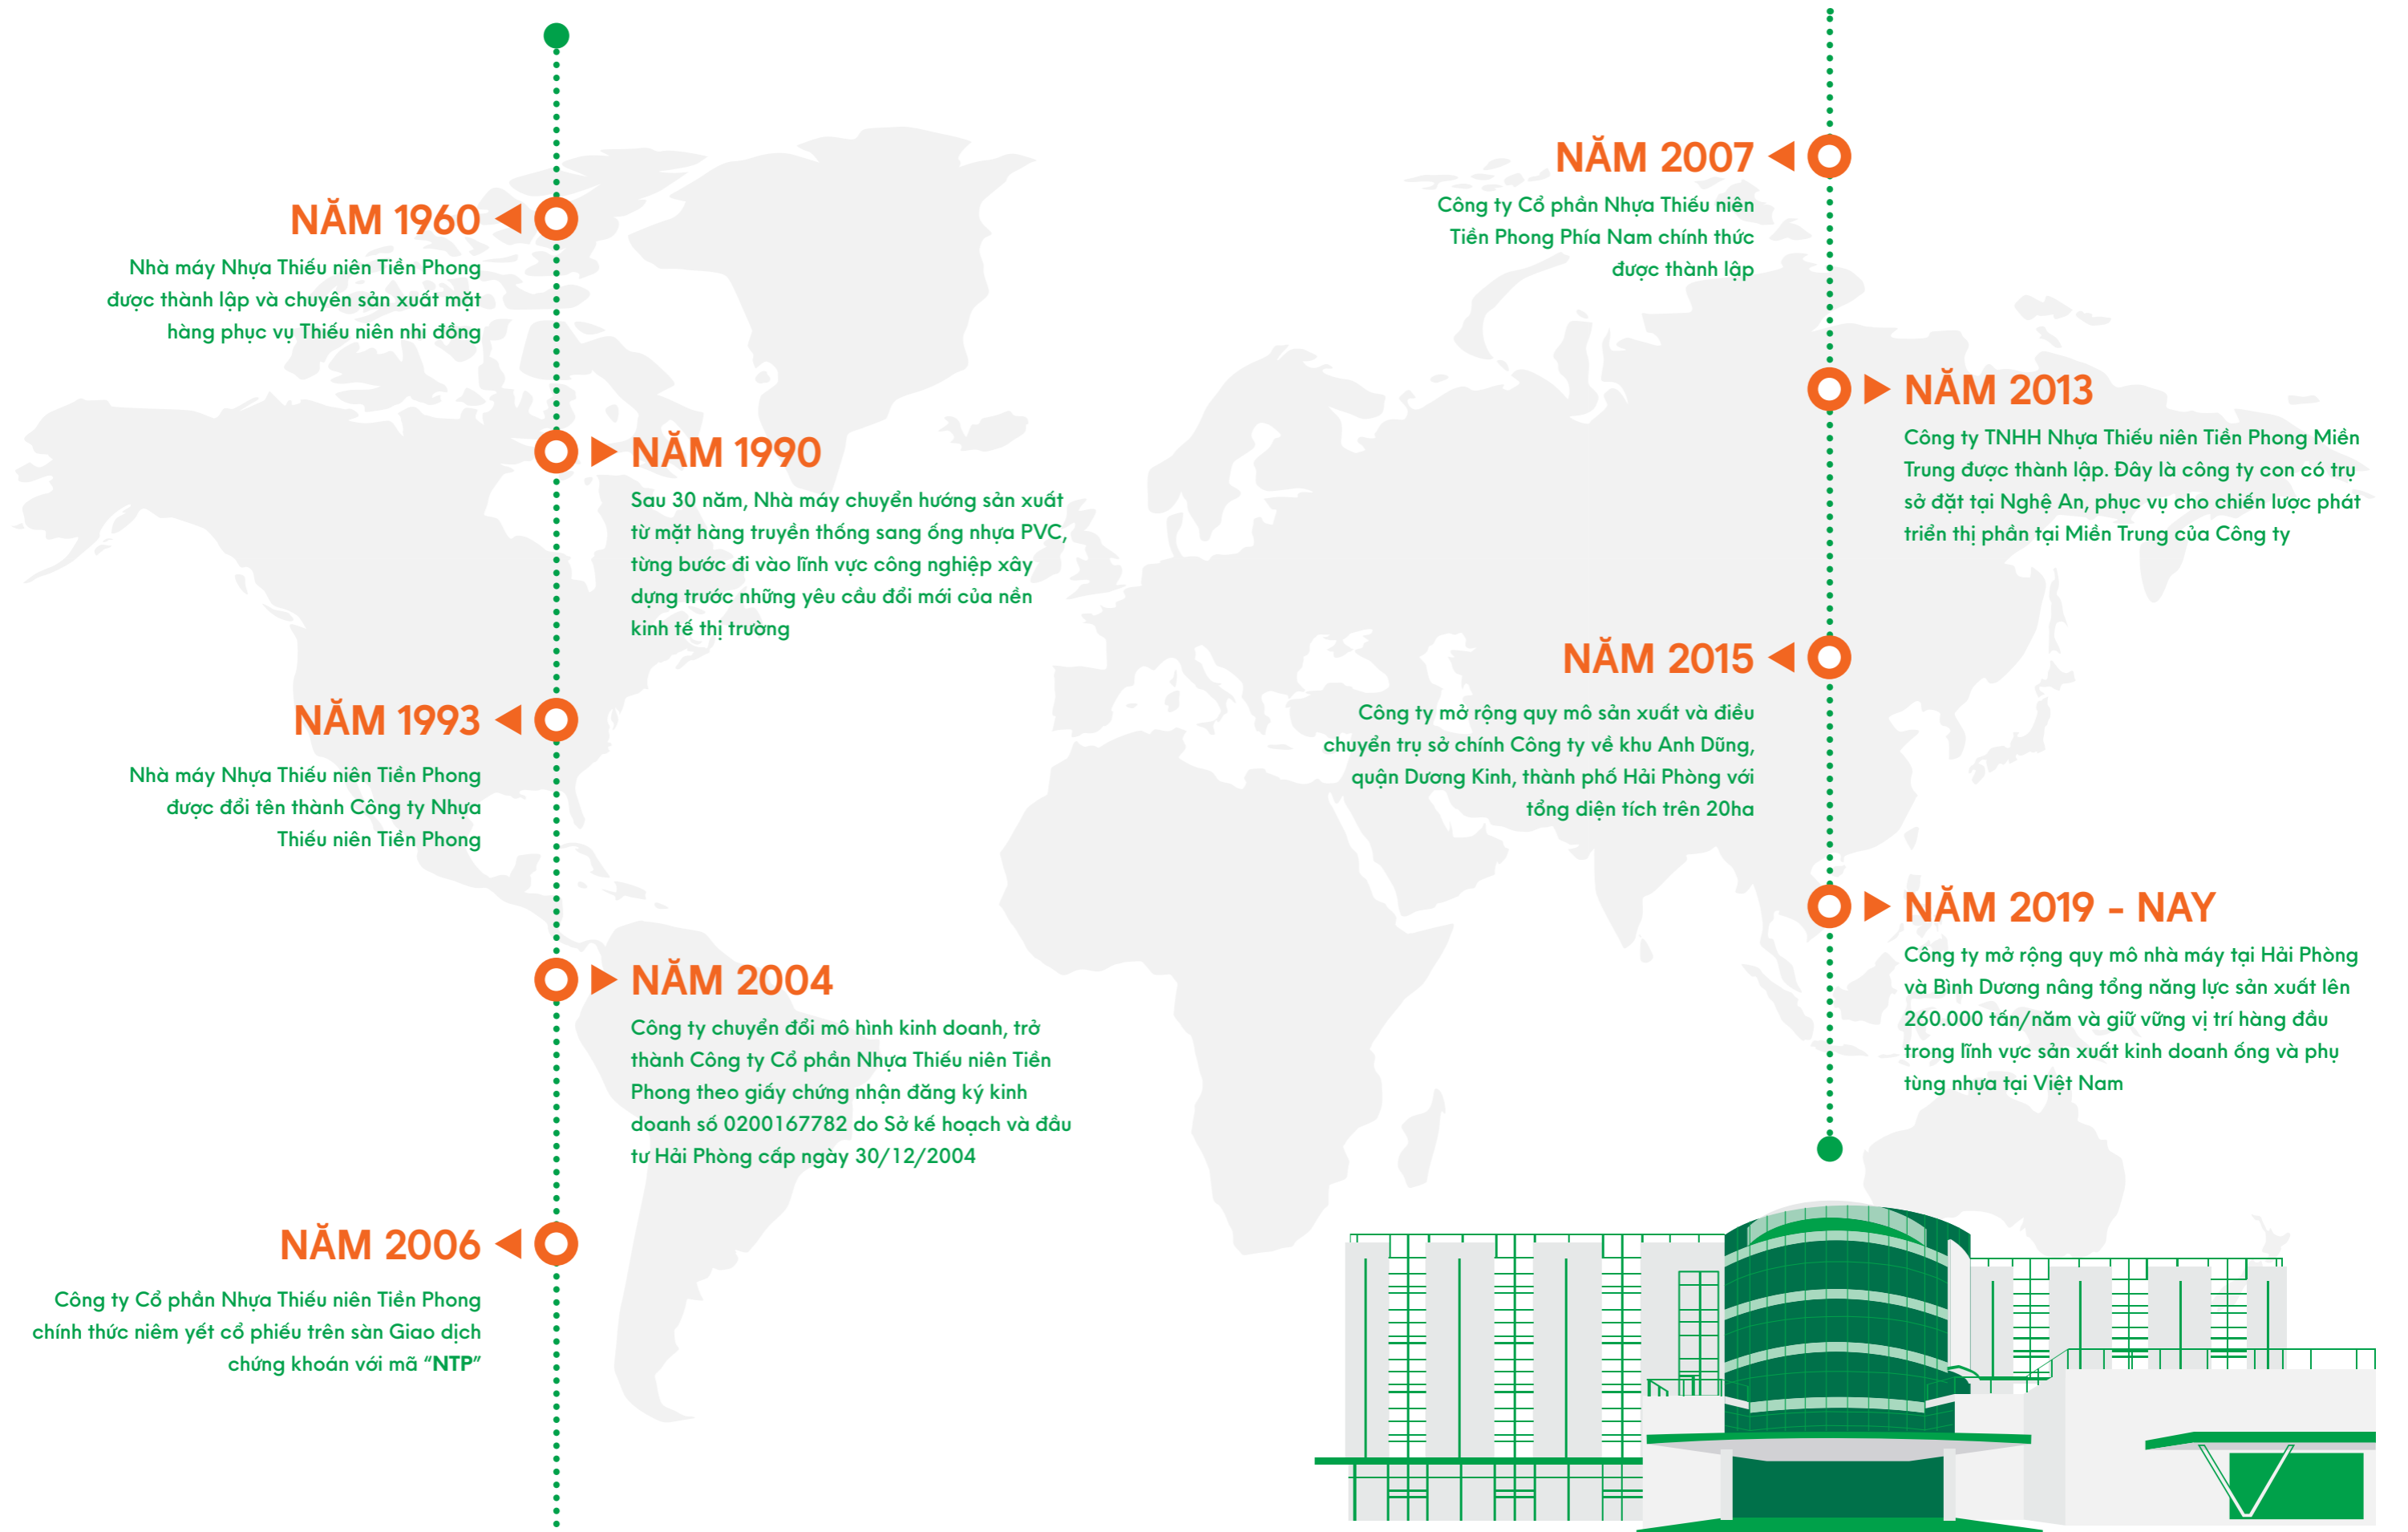 NĂM 1960
Nhà máy Nhựa Thiếu niên Tiền Phong
được thành lập và chuyên sản xuất mặt
hàng phục vụ Thiếu niên nhi đồng
NĂM 1990
Sau 30 năm, Nhà máy chuyển hướng sản xuất
từ mặt hàng truyền thống sang ống nhựa PVC,
từng bước đi vào lĩnh vực công nghiệp xây
dựng trước những yêu cầu đổi mới của nền
kinh tế thị trường
NĂM 1993
Nhà máy Nhựa Thiếu niên Tiền Phong
được đổi tên thành Công ty Nhựa
Thiếu niên Tiền Phong
NĂM 2004
Công ty chuyển đổi mô hình kinh doanh, trở
thành Công ty Cổ phần Nhựa Thiếu niên Tiền
Phong theo giấy chứng nhận đăng ký kinh
doanh số 0200167782 do Sở kế hoạch và đầu
tư Hải Phòng cấp ngày 30/12/2004
NĂM 2006
Công ty Cổ phần Nhựa Thiếu niên Tiền Phong
chính thức niêm yết cổ phiếu trên sàn Giao dịch
chứng khoán với mã “NTP”
NĂM 2007
Công ty Cổ phần Nhựa Thiếu niên
Tiền Phong Phía Nam chính thức
được thành lập
NĂM 2013
Công ty TNHH Nhựa Thiếu niên Tiền Phong Miền
Trung được thành lập. Đây là công ty con có trụ
sở đặt tại Nghệ An, phục vụ cho chiến lược phát
triển thị phần tại Miền Trung của Công ty
NĂM 2015
Công ty mở rộng quy mô sản xuất và điều
chuyển trụ sở chính Công ty về khu Anh Dũng,
quận Dương Kinh, thành phố Hải Phòng với
tổng diện tích trên 20ha
NĂM 2019 - NAY
Công ty mở rộng quy mô nhà máy tại Hải Phòng
và Bình Dương nâng tổng năng lực sản xuất lên
260.000 tấn/năm và giữ vững vị trí hàng đầu
trong lĩnh vực sản xuất kinh doanh ống và phụ
tùng nhựa tại Việt Nam